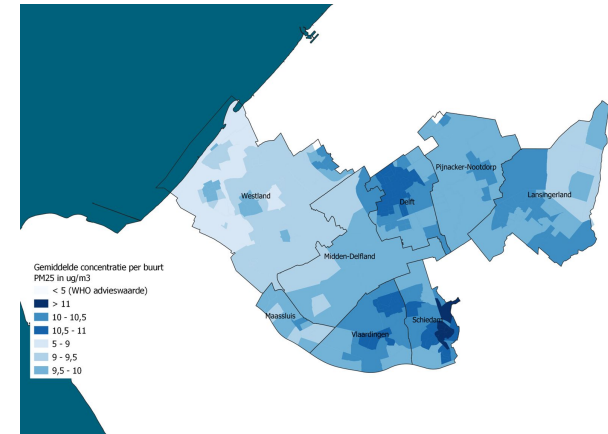 Pijnacker-Nootdorp
Westland
Delft
Lansingerland
Midden-Delfland
Gemiddelde concentratie per buurt
PM25 in ug/m3
< 5 (WHO advieswaarde)
> 11
10 - 10,5
10,5 - 11
5 - 9
9 - 9,5
9,5 - 10
Maassluis
Schiedam
Vlaardingen